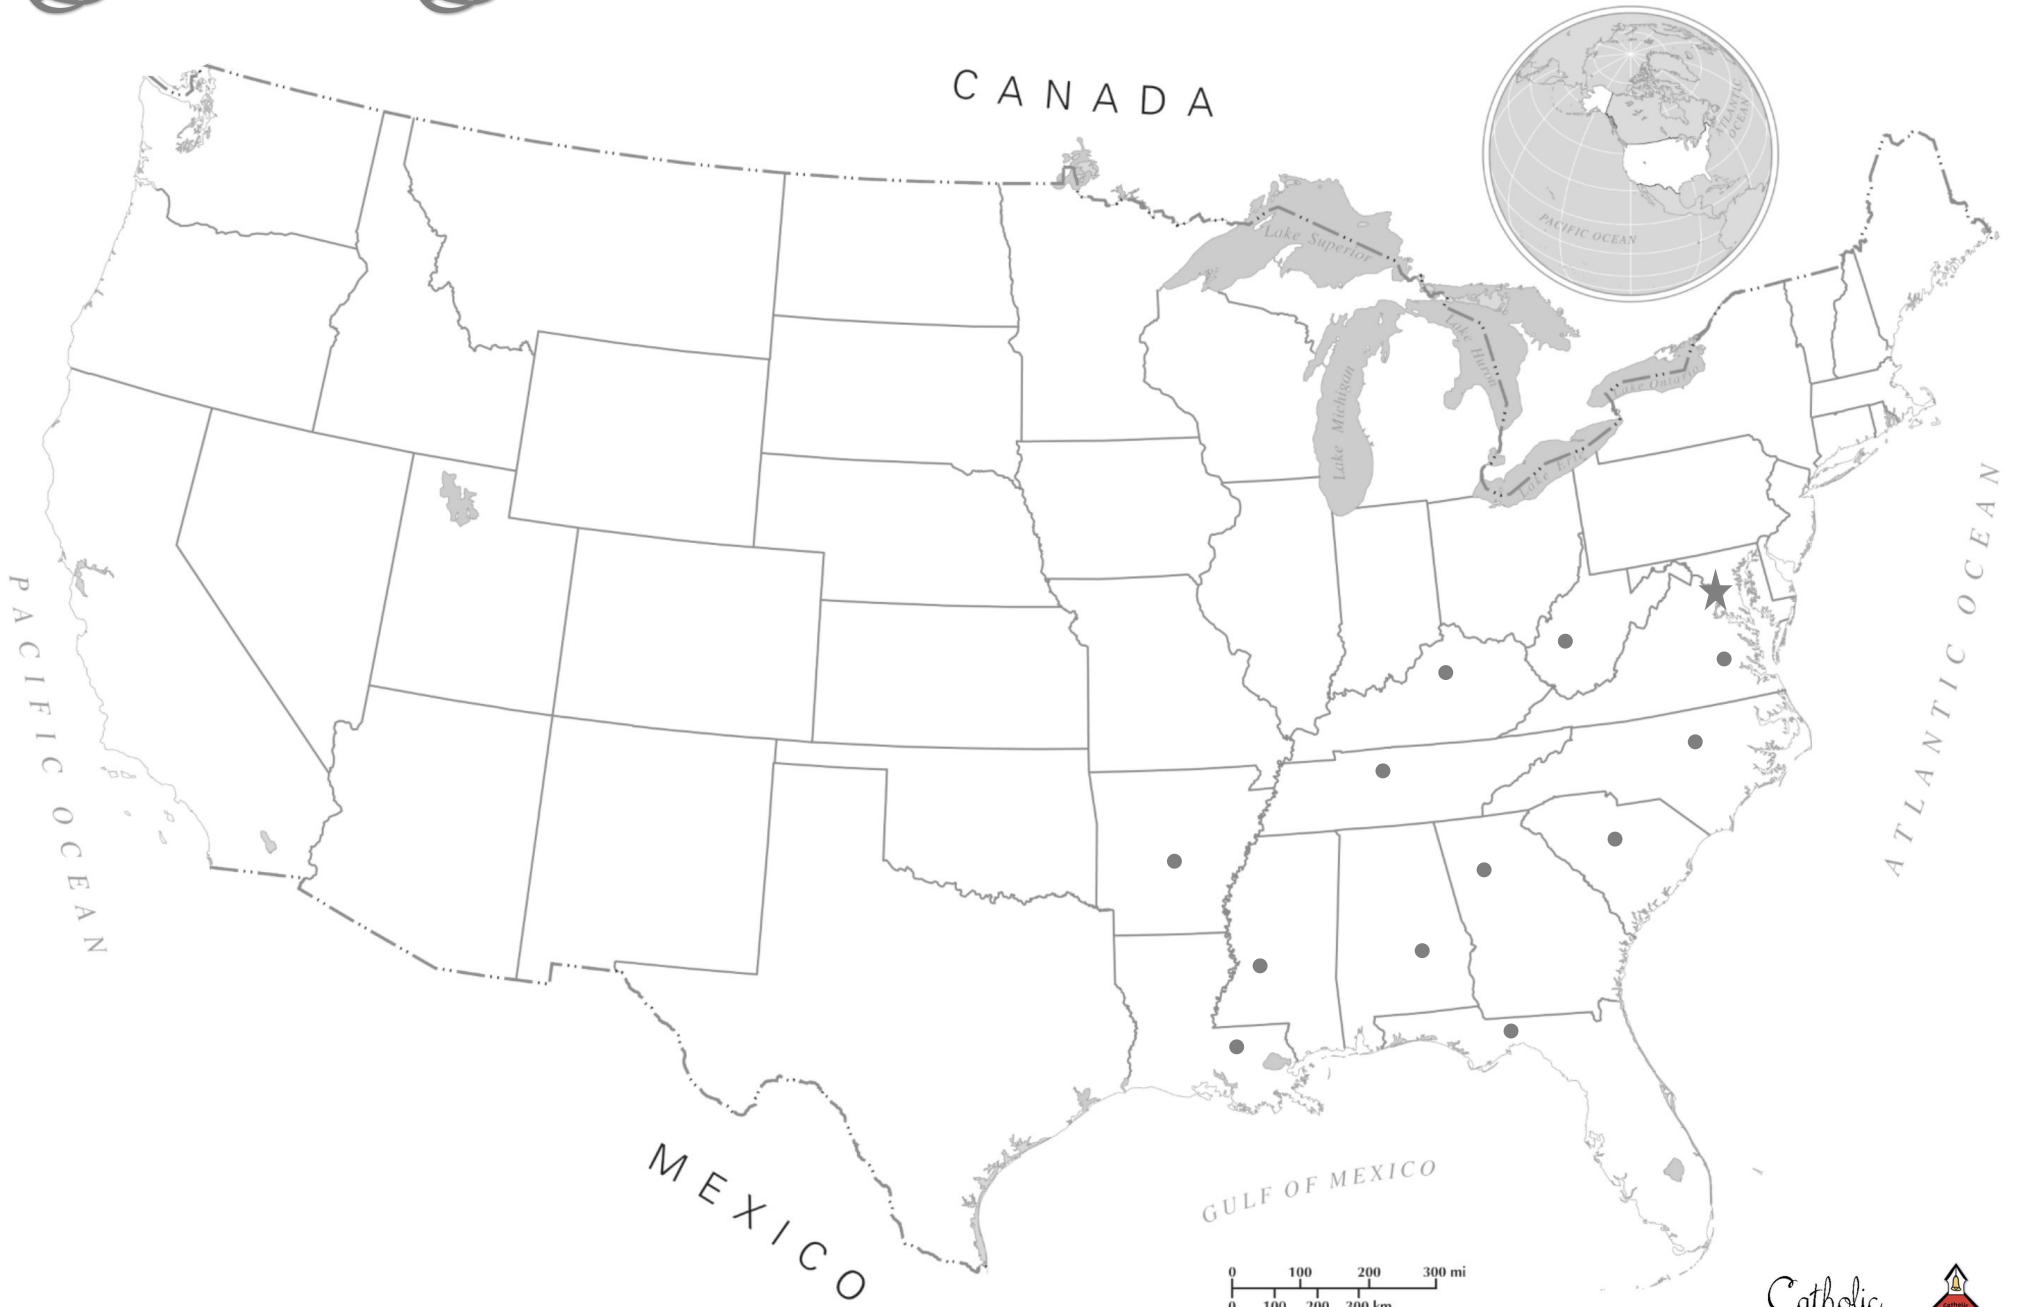 CANADA
ATLANTIC
OCEAN
PACIFIC OCEAN
Lake Superior
Lake Huron
Lake Michigan
Lake Ontario
Lake Erie
PACIFIC OCEAN
ATLANTIC OCEAN
MEXICO
GULF OF MEXICO
0 100 200 300 mi
0 100 200 300 km
Catholic